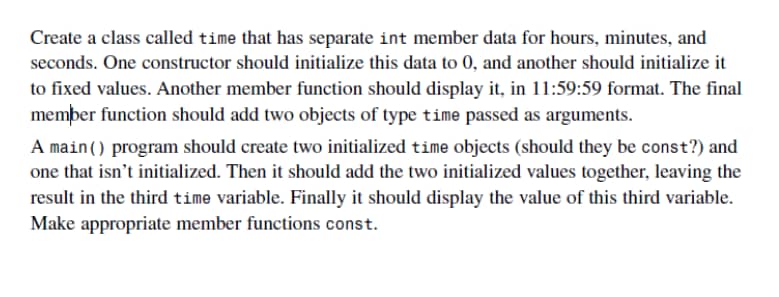 Create a class called time that has separate int member data for hours, minutes, and
seconds. One constructor should initialize this data to 0, and another should initialize it
to fixed values. Another member function should display it, in 11:59:59 format. The final
member function should add two objects of type time passed as arguments.
A main() program should create two initialized time objects (should they be const?) and
one that isn't initialized. Then it should add the two initialized values together, leaving the
result in the third time variable. Finally it should display the value of this third variable.
Make appropriate member functions const.